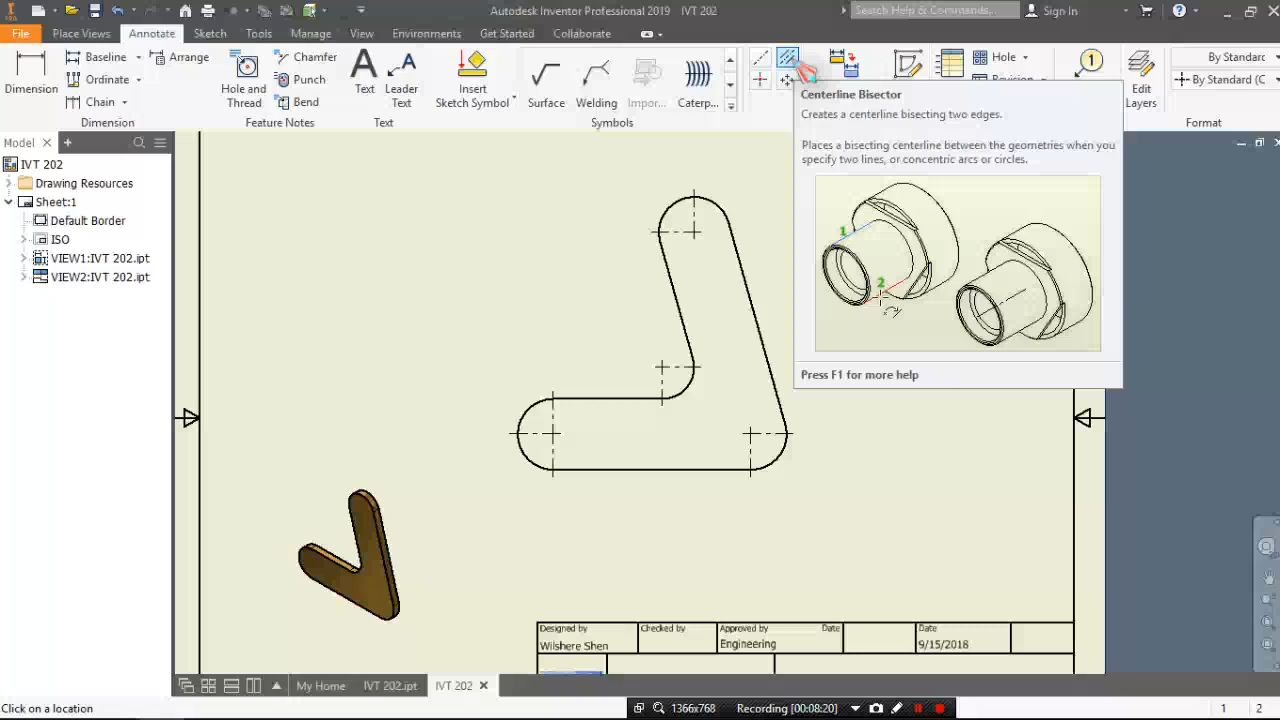 PRO
Autodesk Inventor Professional 2019 IVT 202
Search Help & Commands...
Sign In
File
Place Views
Annotate
Sketch
Tools
Manage
View
Environments
Get Started
Collaborate
Dimension
Baseline
Ordinate
Chain
Arrange
Dimension
Hole and
Thread
Chamfer
Punch
Bend
Feature Notes
Text
Leader
Text
Text
Insert
Sketch Symbol
Surface
Welding
Impor...
Caterp...
Symbols
Hole
Revision
1
Edit
Layers
By Standard
By Standard (C
Format
Centerline Bisector
Creates a centerline bisecting two edges.
Places a bisecting centerline between the geometries when you
specify two lines, or concentric arcs or circles.
1
2
Press F1 for more help
Model
IVT 202
Drawing Resources
Sheet:1
Default Border
ISO
VIEW1:IVT 202.ipt
VIEW2:IVT 202.ipt
Designed by
Wilshere Shen
Checked by
Approved by
Engineering
Date
Date
9/15/2018
My Home
IVT 202.ipt
IVT 202
Click on a location
1366x768
Recording [00:08:20]
1
2